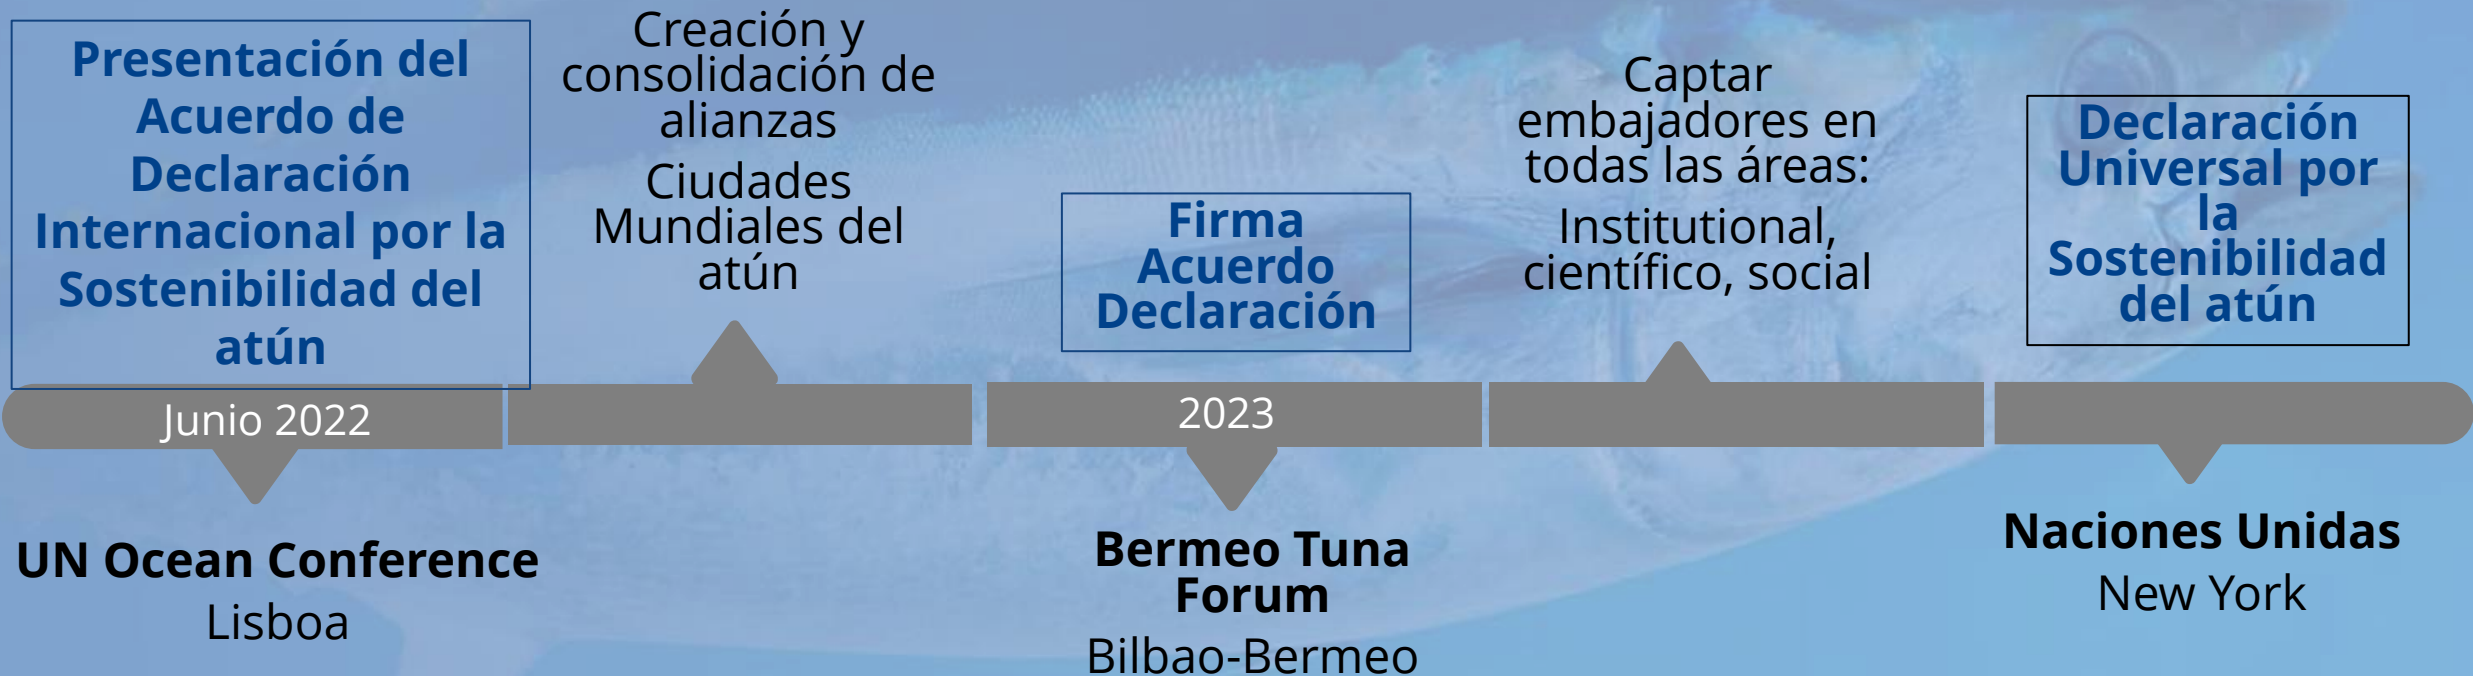 Presentación del
Acuerdo de
Declaración
Internacional por la
Sostenibilidad del
atún
Junio 2022
UN Ocean Conference
Lisboa
Creación y
consolidación de
alianzas
Ciudades
Mundiales del
atún
Firma
Acuerdo
Declaración
2023
Bermeo Tuna
Forum
Bilbao-Bermeo
Captar
embajadores en
todas las áreas:
Institutional,
científico, social
Declaración
Universal por
la
Sostenibilidad
del atún
Naciones Unidas
New York